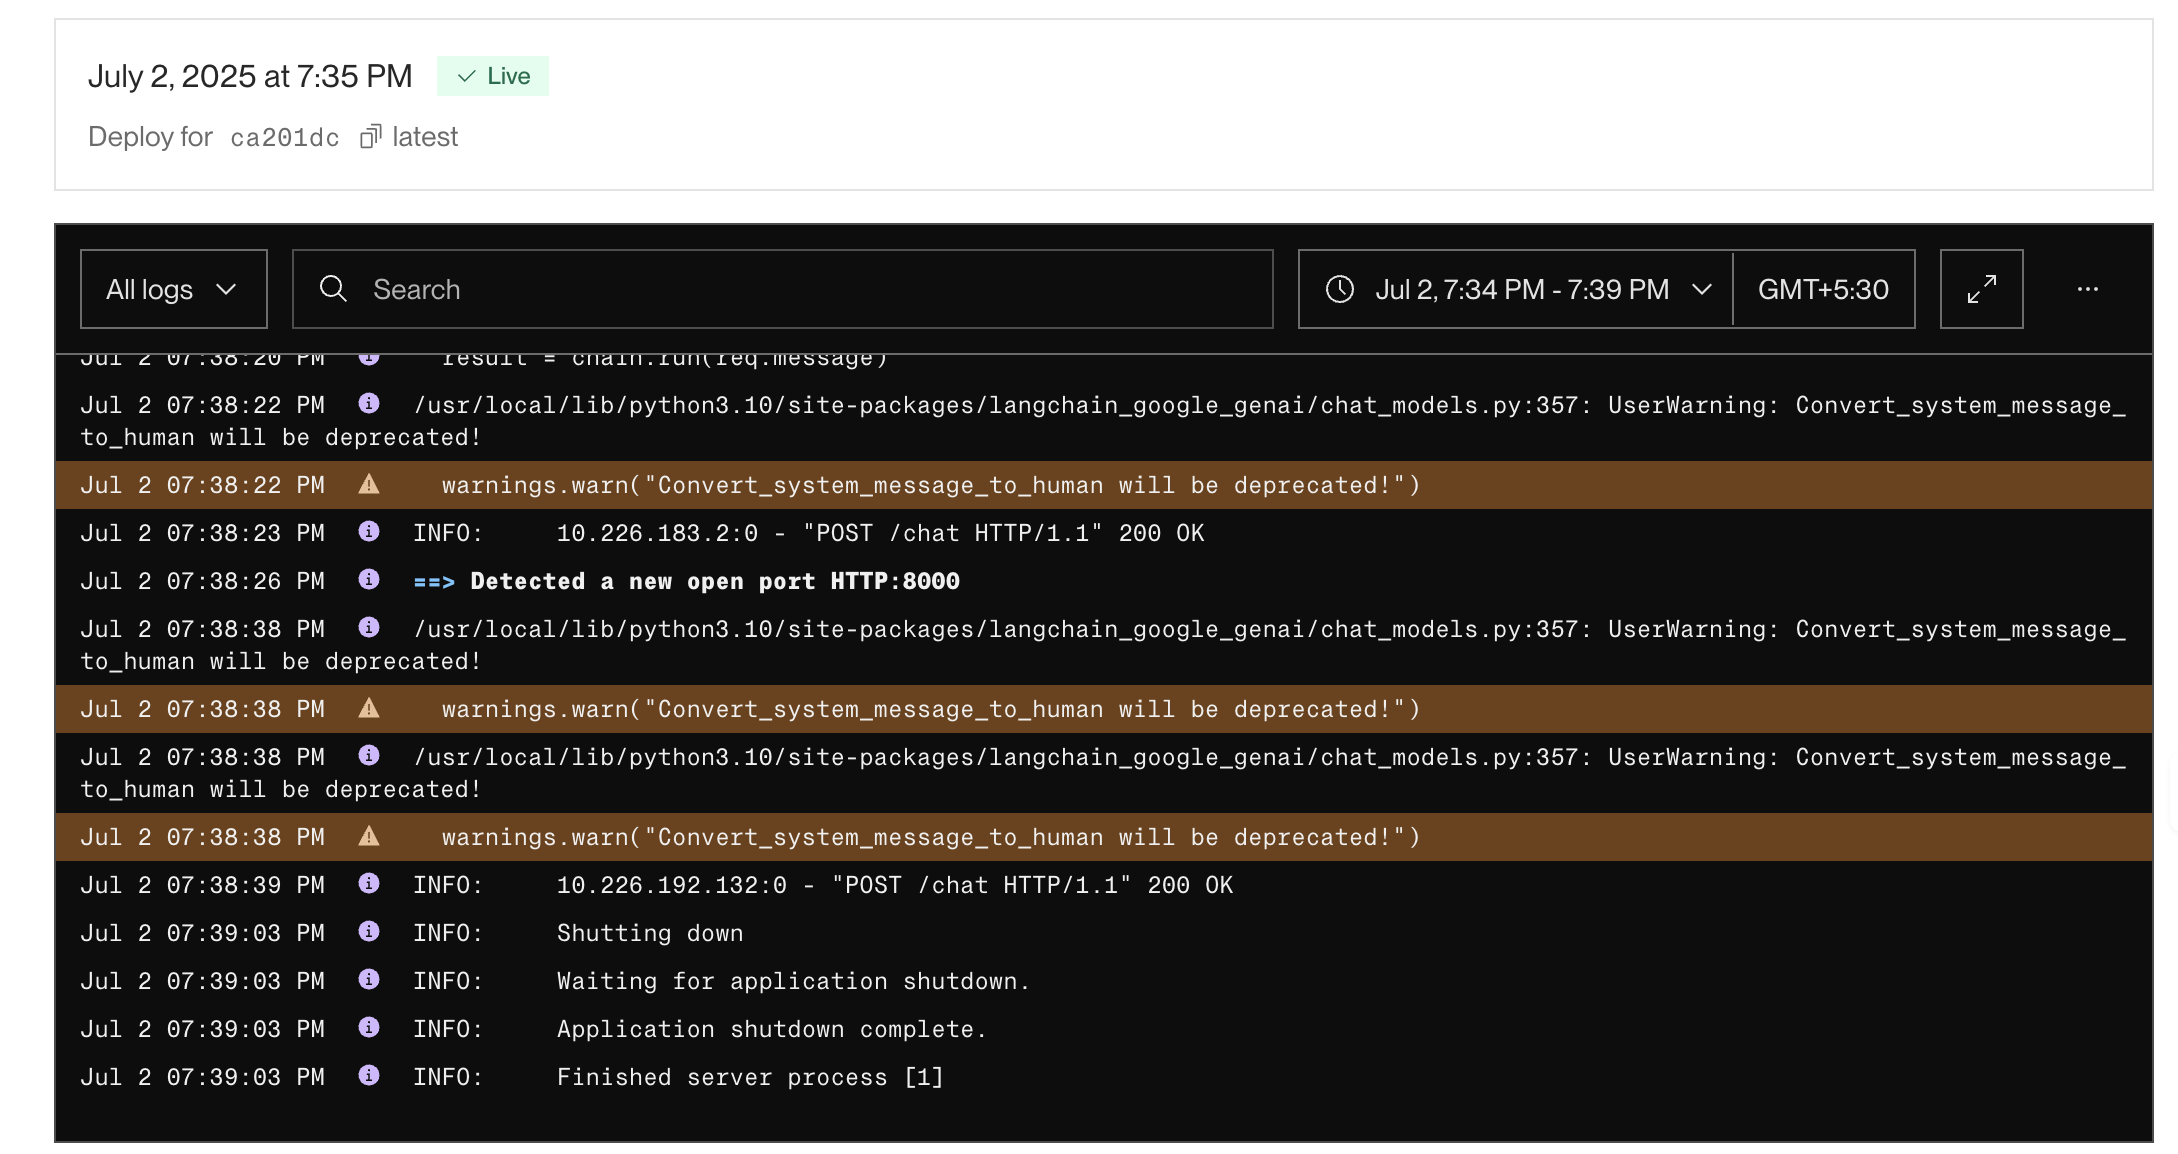 July 2, 2025 at 7:35 PM Live
Deploy for ca201dc latest
All logs Search Jul 2, 7:34 PM - 7:39 PM GMT+5:30
Jul 2 07:38:20 PM result = chain.run(req.message)
Jul 2 07:38:22 PM /usr/local/lib/python3.10/site-packages/langchain_google_genai/chat_models.py:357: UserWarning: Convert_system_message_
to_human will be deprecated!
Jul 2 07:38:22 PM warnings.warn("Convert_system_message_to_human will be deprecated!")
Jul 2 07:38:23 PM INFO: 10.226.183.2:0 - "POST /chat HTTP/1.1" 200 OK
Jul 2 07:38:26 PM ==> Detected a new open port HTTP:8000
Jul 2 07:38:38 PM /usr/local/lib/python3.10/site-packages/langchain_google_genai/chat_models.py:357: UserWarning: Convert_system_message_
to_human will be deprecated!
Jul 2 07:38:38 PM warnings.warn("Convert_system_message_to_human will be deprecated!")
Jul 2 07:38:38 PM /usr/local/lib/python3.10/site-packages/langchain_google_genai/chat_models.py:357: UserWarning: Convert_system_message_
to_human will be deprecated!
Jul 2 07:38:38 PM warnings.warn("Convert_system_message_to_human will be deprecated!")
Jul 2 07:38:39 PM INFO: 10.226.192.132:0 - "POST /chat HTTP/1.1" 200 OK
Jul 2 07:39:03 PM INFO: Shutting down
Jul 2 07:39:03 PM INFO: Waiting for application shutdown.
Jul 2 07:39:03 PM INFO: Application shutdown complete.
Jul 2 07:39:03 PM INFO: Finished server process [1]